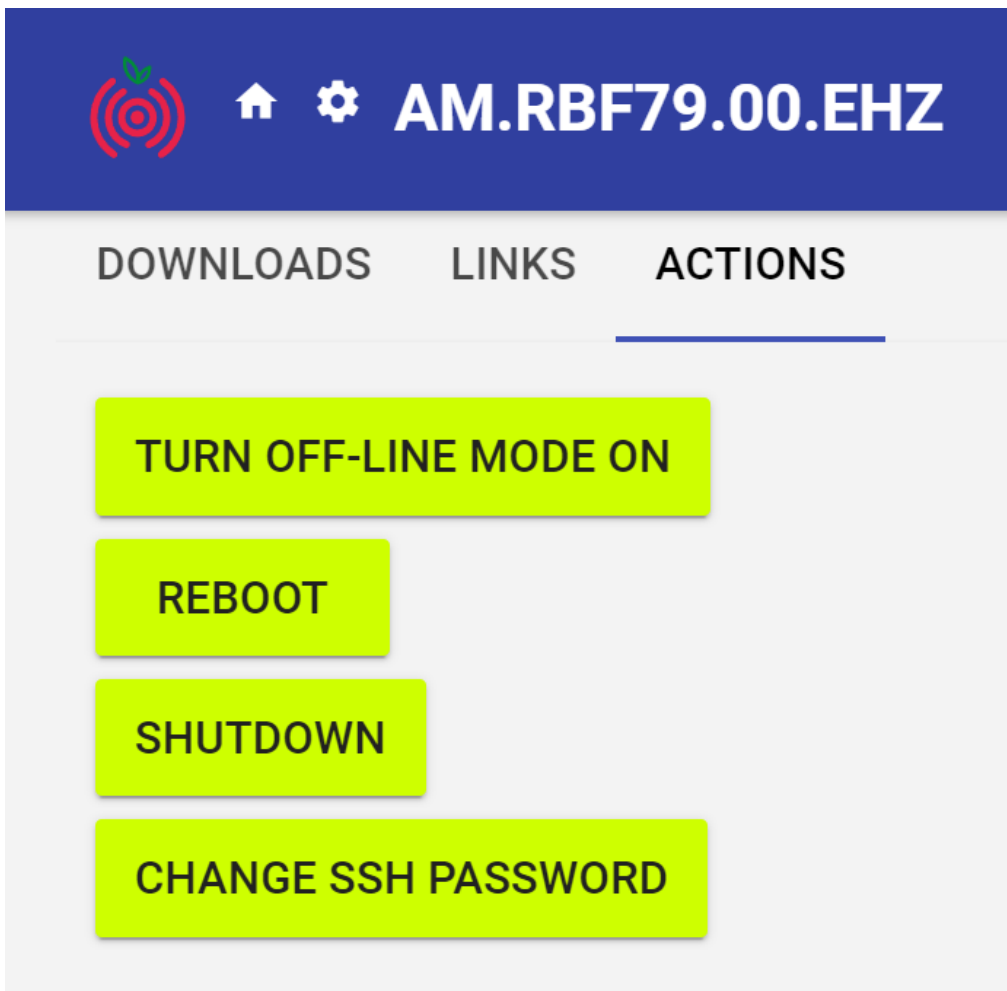 AM.RBF79.00.EHZ
DOWNLOADS LINKS ACTIONS
TURN OFF-LINE MODE ON
REBOOT
SHUTDOWN
CHANGE SSH PASSWORD